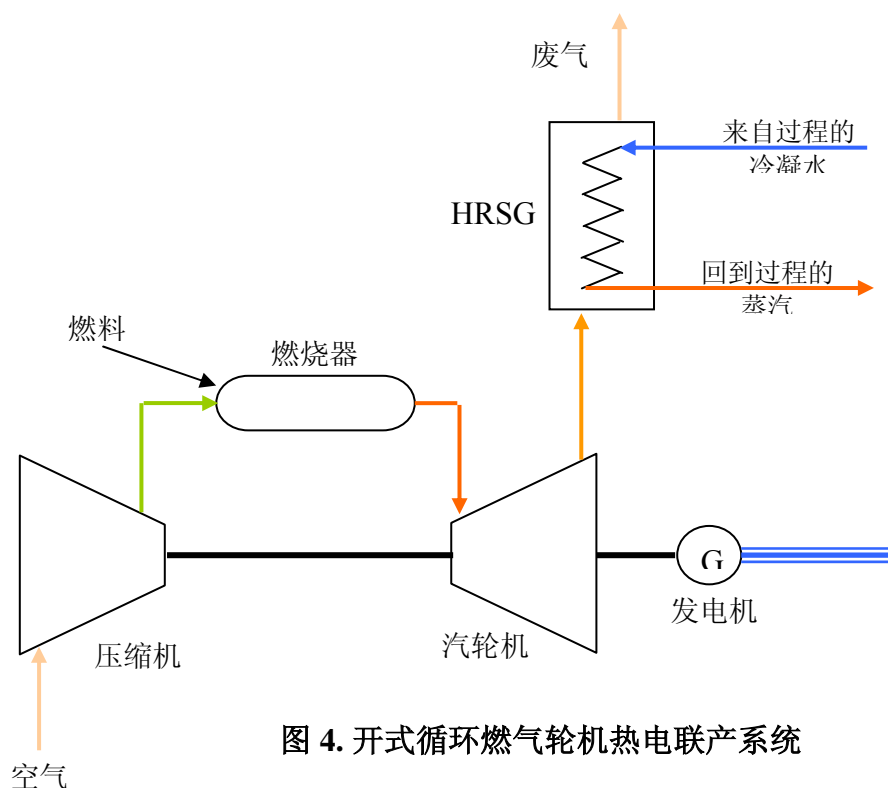 废气
来自过程的
冷凝水
HRSG
回到过程的
蒸汽
燃料
燃烧器
G
发电机
汽轮机
压缩机
图 4. 开式循环燃气轮机热电联产系统
空气